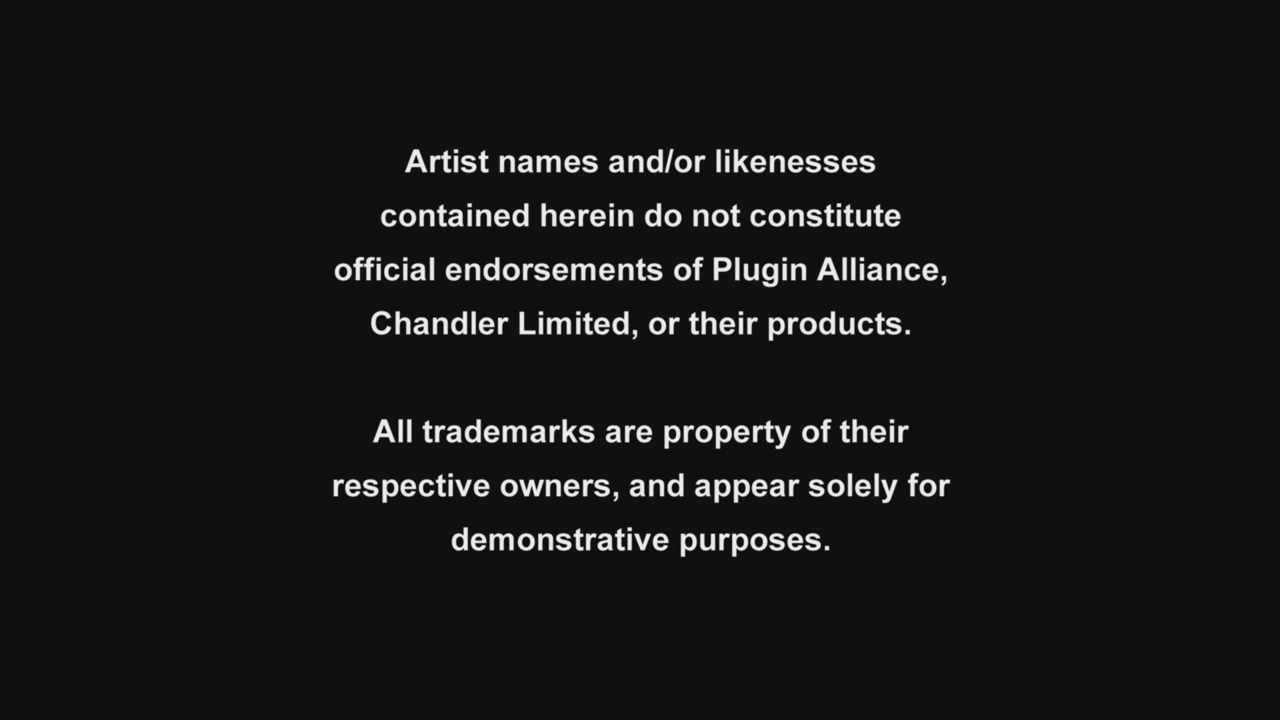 Artist names and/or likenesses
contained herein do not constitute
official endorsements of Plugin Alliance,
Chandler Limited, or their products.
All trademarks are property of their
respective owners, and appear solely for
demonstrative purposes.